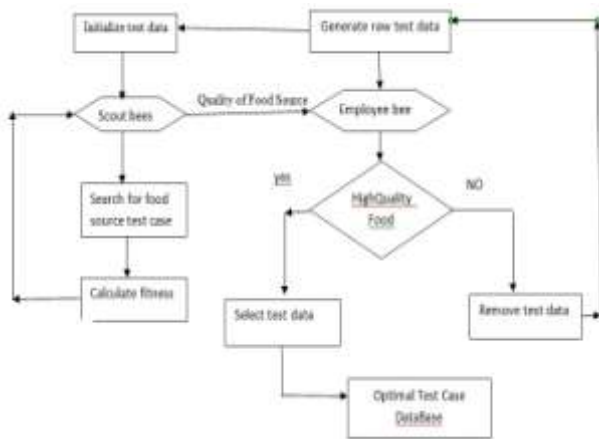 Initialize test data
Generate raw test data
Scout bees
Quality of Food Source
Employee bee
yes
NO
HighQuality
Food
Search for food
source test case
Calculate fitness
Select test data
Remove test data
Optimal Test Case
DataBase